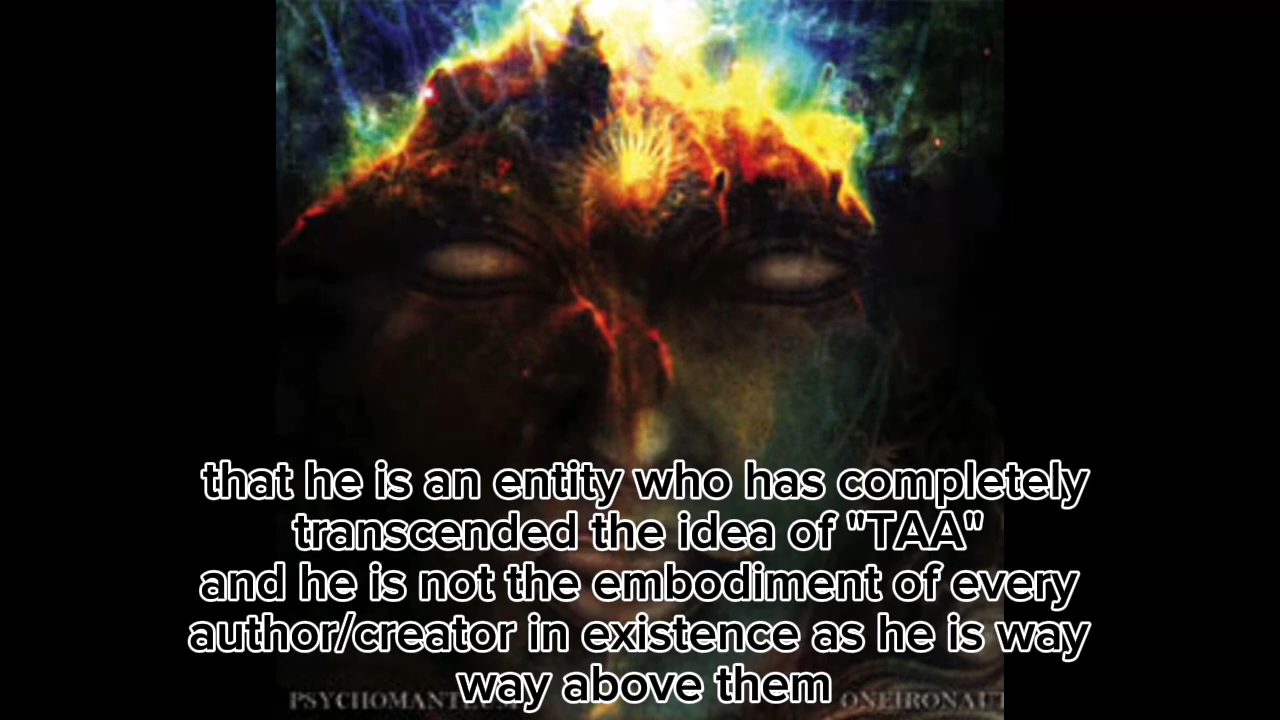 that he is an entity who has completely
transcended the idea of "TAA"
and he is not the embodiment of every
author/creator in existence as he is way
way above them
ONEIRONAUT